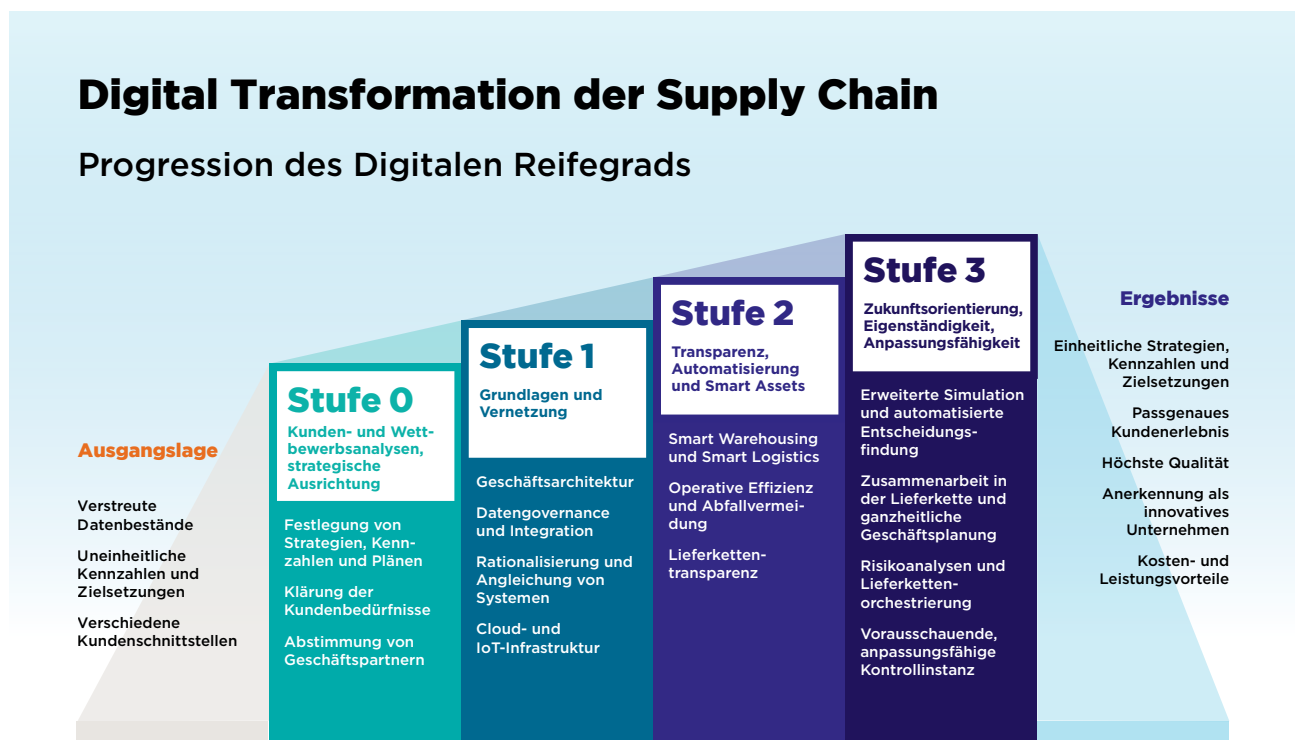 Digital Transformation der Supply Chain
Progression des Digitalen Reifegrads
Ausgangslage
Verstreute
Datenbestände
Uneinheitliche
Kennzahlen und
Zielsetzungen
Verschiedene
Kundenschnittstellen
Stufe 0
Kunden- und Wett-
bewerbsanalysen,
strategische
Ausrichtung
Festlegung von
Strategien, Kenn-
zahlen und Plänen
Klärung der
Kundenbedürfnisse
Abstimmung von
Geschäftspartnern
Stufe 1
Grundlagen und
Vernetzung
Geschäftsarchitektur
Datengovernance
und Integration
Rationalisierung und
Angleichung von
Systemen
Cloud- und
IoT-Infrastruktur
Stufe 2
Transparenz,
Automatisierung
und Smart Assets
Smart Warehousing
und Smart Logistics
Operative Effizienz
und Abfallvermei-
dung
Lieferketten-
transparenz
Stufe 3
Zukunftsorientierung,
Eigenständigkeit,
Anpassungsfähigkeit
Erweiterte Simulation
und automatisierte
Entscheidungs-
findung
Zusammenarbeit in
der Lieferkette und
ganzheitliche
Geschäftsplanung
Risikoanalysen und
Lieferketten-
orchestrierung
Vorausschauende,
anpassungsfähige
Kontrollinstanz
Ergebnisse
Einheitliche Strategien,
Kennzahlen und
Zielsetzungen
Passgenaues
Kundenerlebnis
Höchste Qualität
Anerkennung als
innovatives
Unternehmen
Kosten- und
Leistungsvorteile